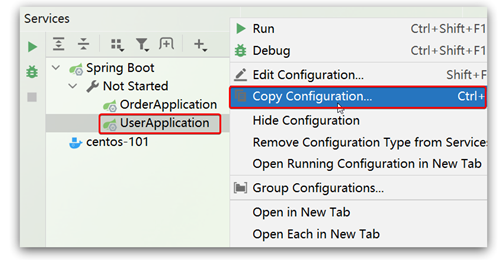 Services
Spring Boot
Not Started
OrderApplication
UserApplication
centos-101
Run Ctrl+Shift+F1
Debug Ctrl+Shift+F
Edit Configuration... Shift+F
Copy Configuration... Ctrl+
Hide Configuration
Remove Configuration Type from Service
Open Running Configuration in New Tab
Group Configurations...
Open in New Tab
Open Each in New Tab